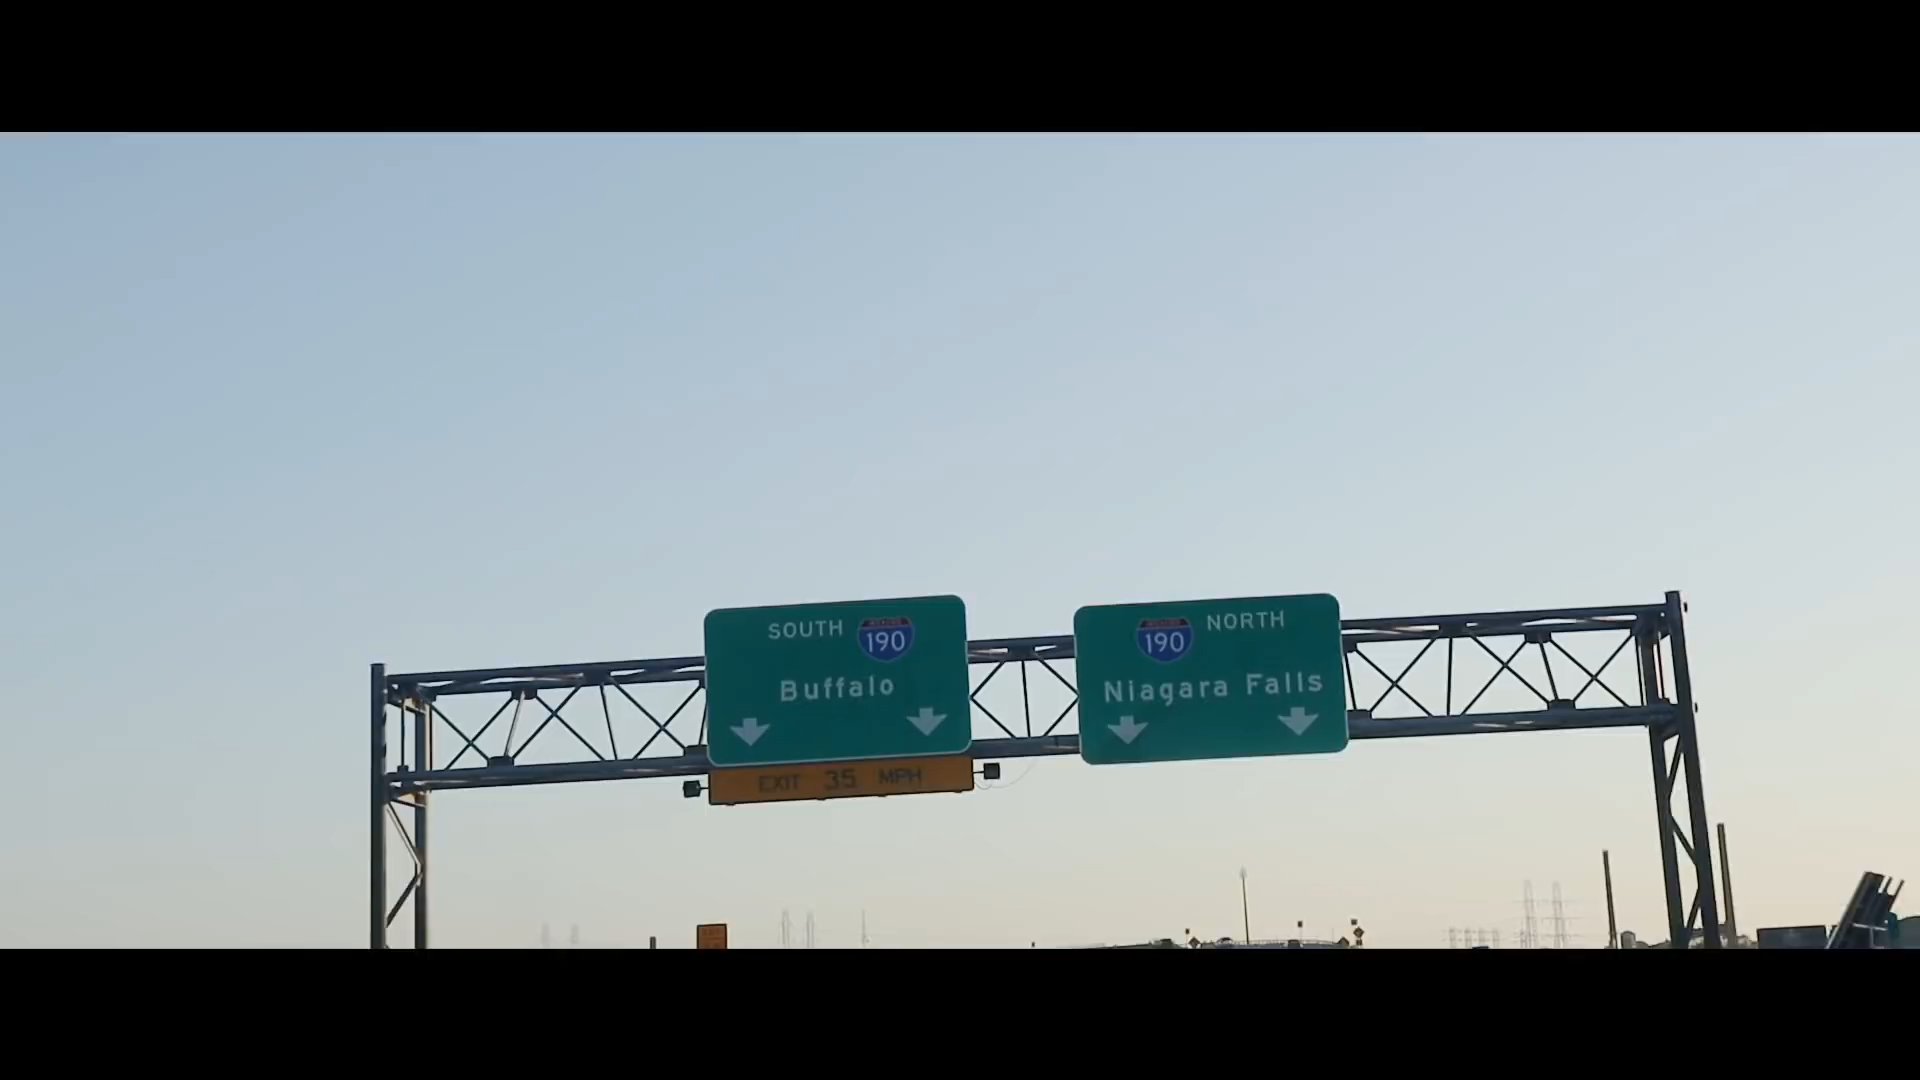 SOUTH 190
Buffalo
EXIT 35 MPH
190 NORTH
Niagara Falls